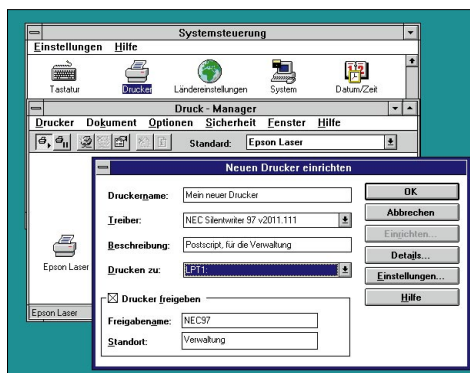 Systemsteuerung
Einstellungen Hilfe
Tastatur Drucker Ländereinstellungen System Datum/Zeit
Druck - Manager
Drucker Dokument Optionen Sicherheit Fenster Hilfe
Standard: Epson Laser
Epson Laser
Epson Laser
Neuen Drucker einrichten
Druckername: Mein neuer Drucker
Treiber: NEC Silentwriter 97 v2011.111
Beschreibung: Postscript, für die Verwaltung
Drucken zu: LPT1:
Drucker freigeben
Freigabename: NEC97
Standort: Verwaltung
OK
Abbrechen
Einrichten...
Details...
Einstellungen...
Hilfe